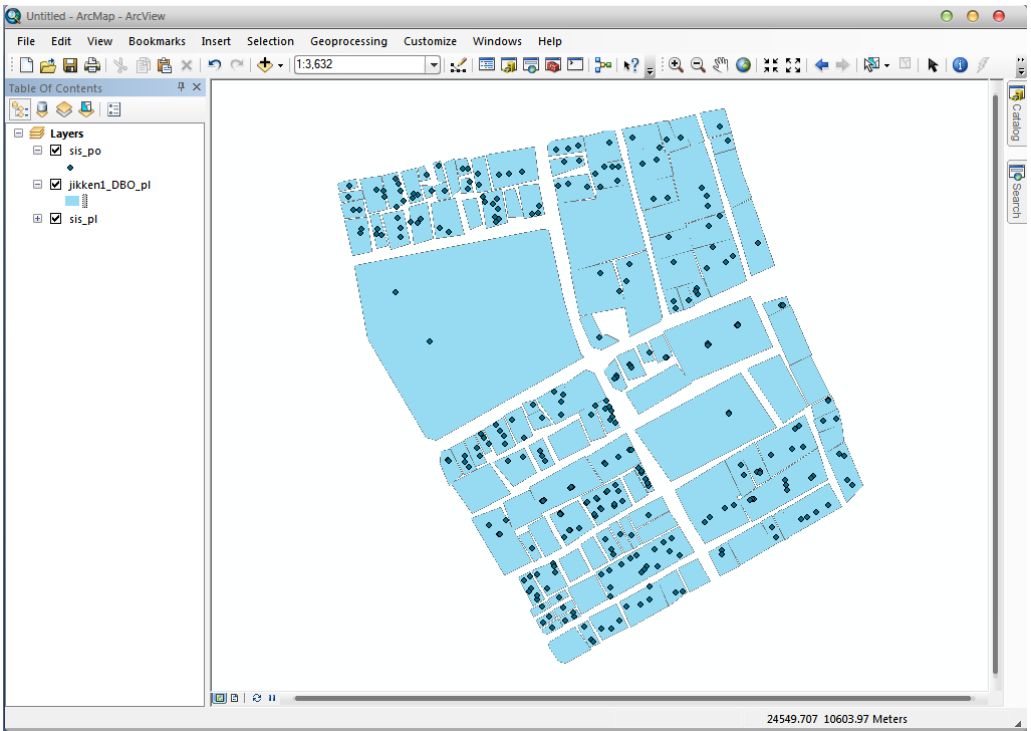 Untitled - ArcMap - ArcView
File Edit View Bookmarks Insert Selection Geoprocessing Customize Windows Help
1:3,632
Table Of Contents
Layers
sis_po
jikken1_DBO_pl
sis_pl
Catalog
Search
24549.707 10603.97 Meters